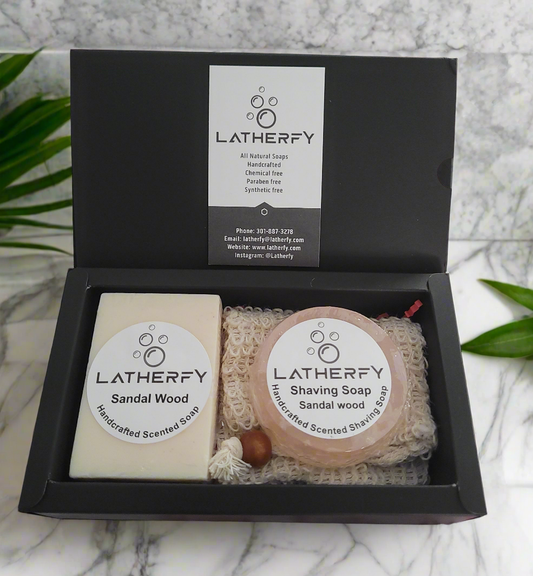 LATHERFY
All Natural Soaps
Handcrafted
Chemical free
Paraben free
Synthetic free
Phone: 301-887-3278
Email: latherfy@latherfy.com
Website: www.latherfy.com
Instagram: @Latherfy
LATHERFY
Sandal Wood
Handcrafted Scented Soap
LATHERFY
Shaving Soap
Sandal wood
Handcrafted Scented Shaving Soap